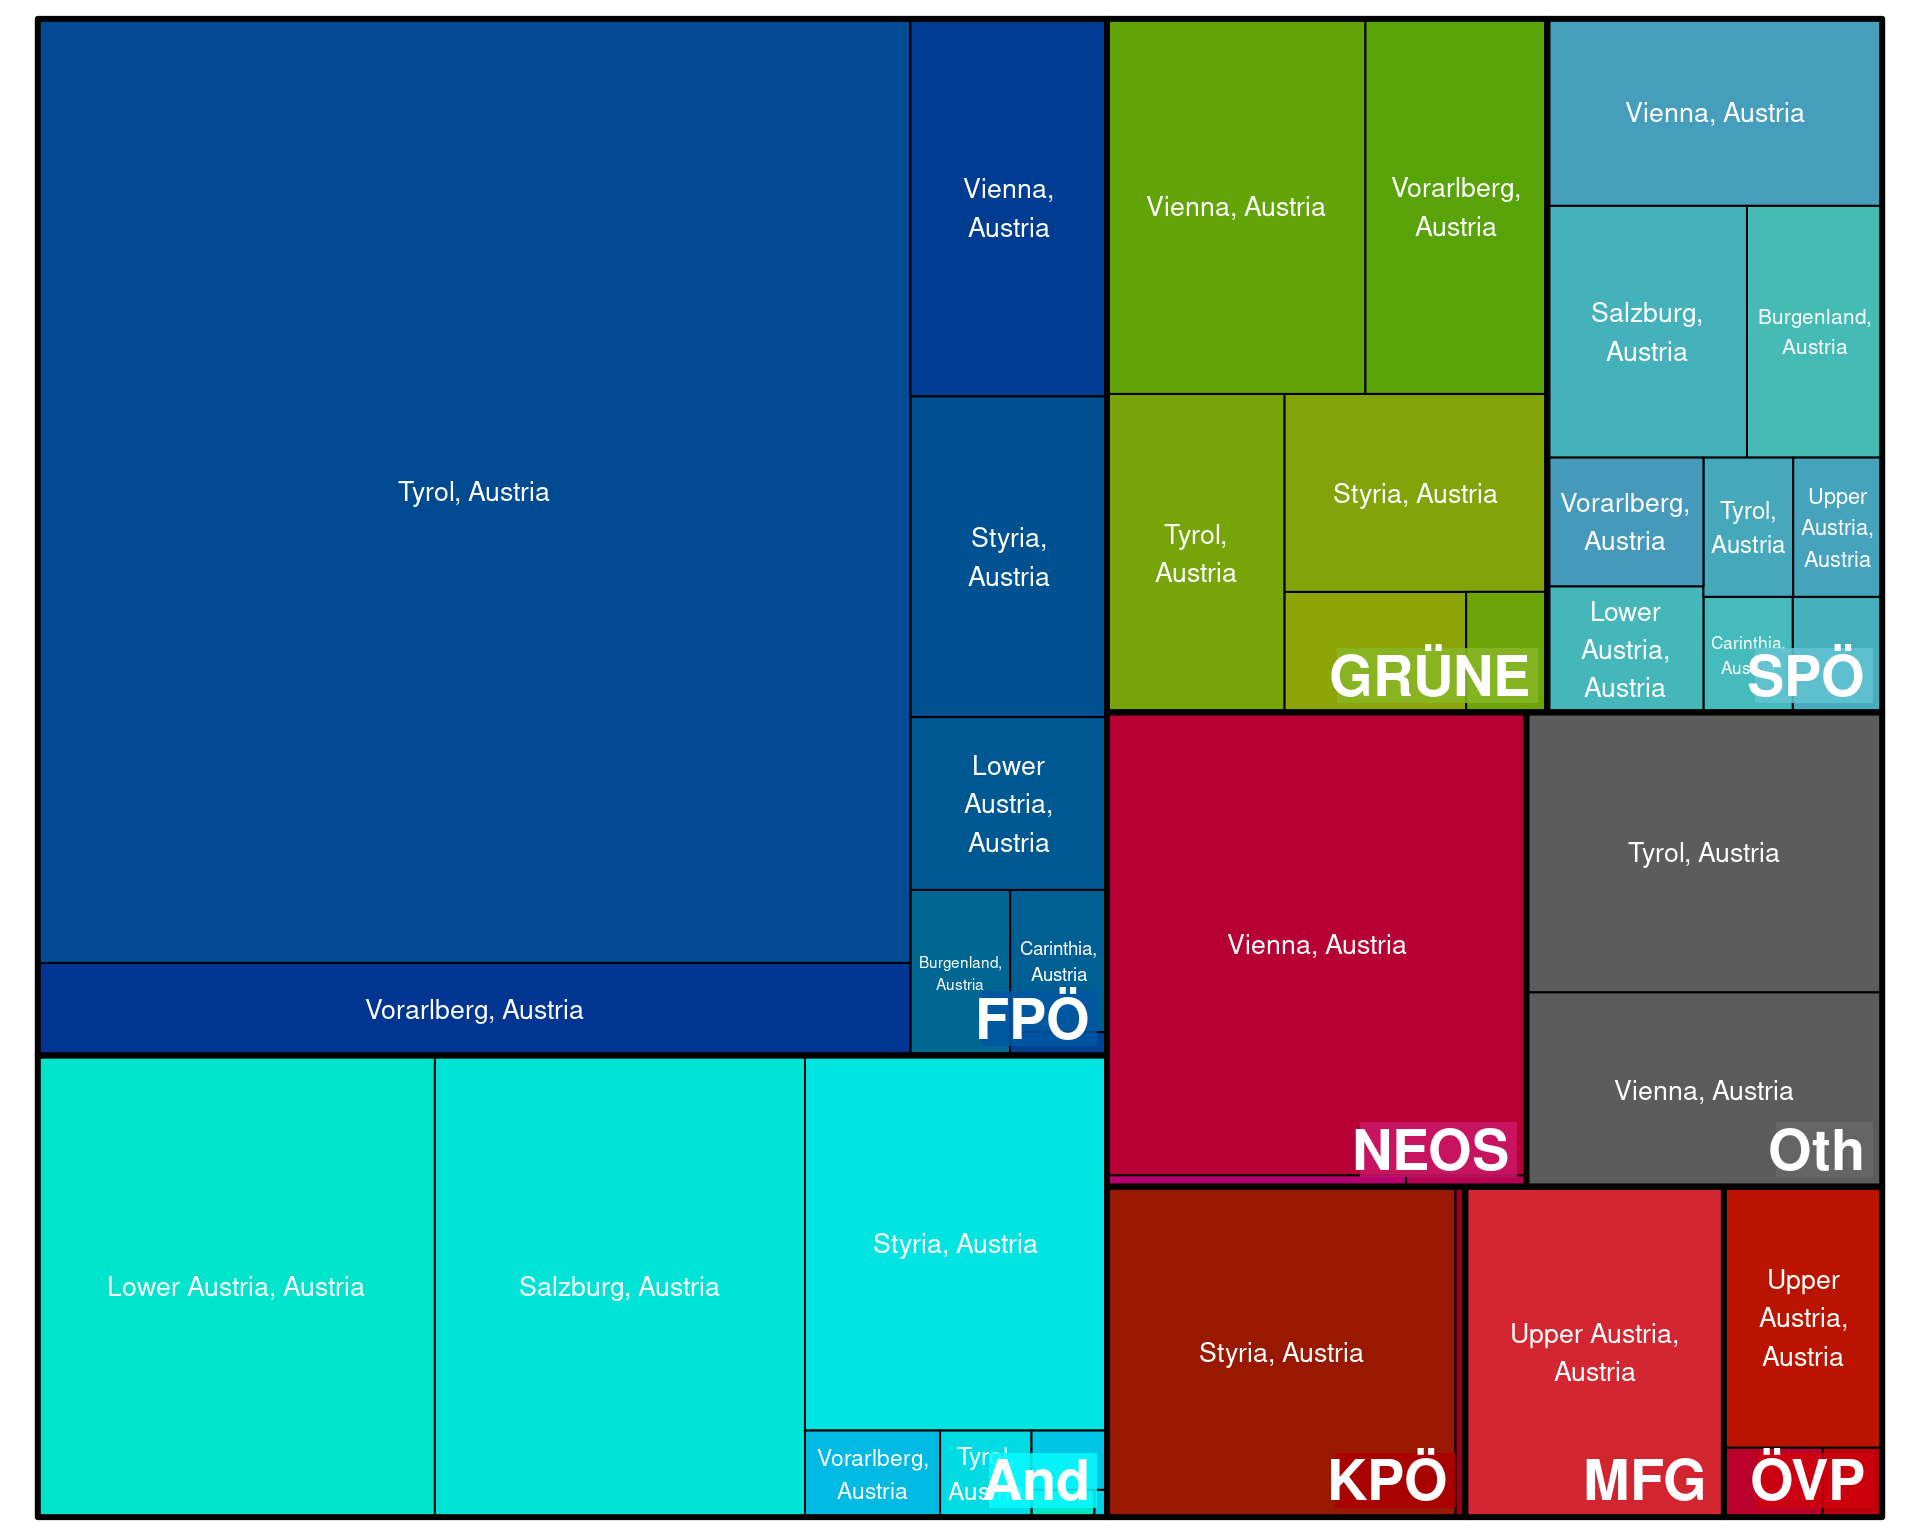 Tyrol, Austria
Vienna,
Austria
Styria,
Austria
Lower
Austria,
Austria
Burgenland,
Austria
Carinthia,
Austria
Vorarlberg, Austria
FPÖ
Vienna, Austria
Vorarlberg,
Austria
Tyrol,
Austria
Styria, Austria
GRÜNE
Vienna, Austria
Salzburg,
Austria
Burgenland,
Austria
Vorarlberg,
Austria
Tyrol,
Austria
Upper
Austria,
Austria
Lower
Austria,
Austria
Carinthia,
SPÖ
Vienna, Austria
NEOS
Tyrol, Austria
Vienna, Austria
Oth
Lower Austria, Austria
Salzburg, Austria
Styria, Austria
Vorarlberg,
Austria
And
Styria, Austria
KPÖ
Upper Austria,
Austria
MFG
Upper
Austria,
Austria
ÖVP